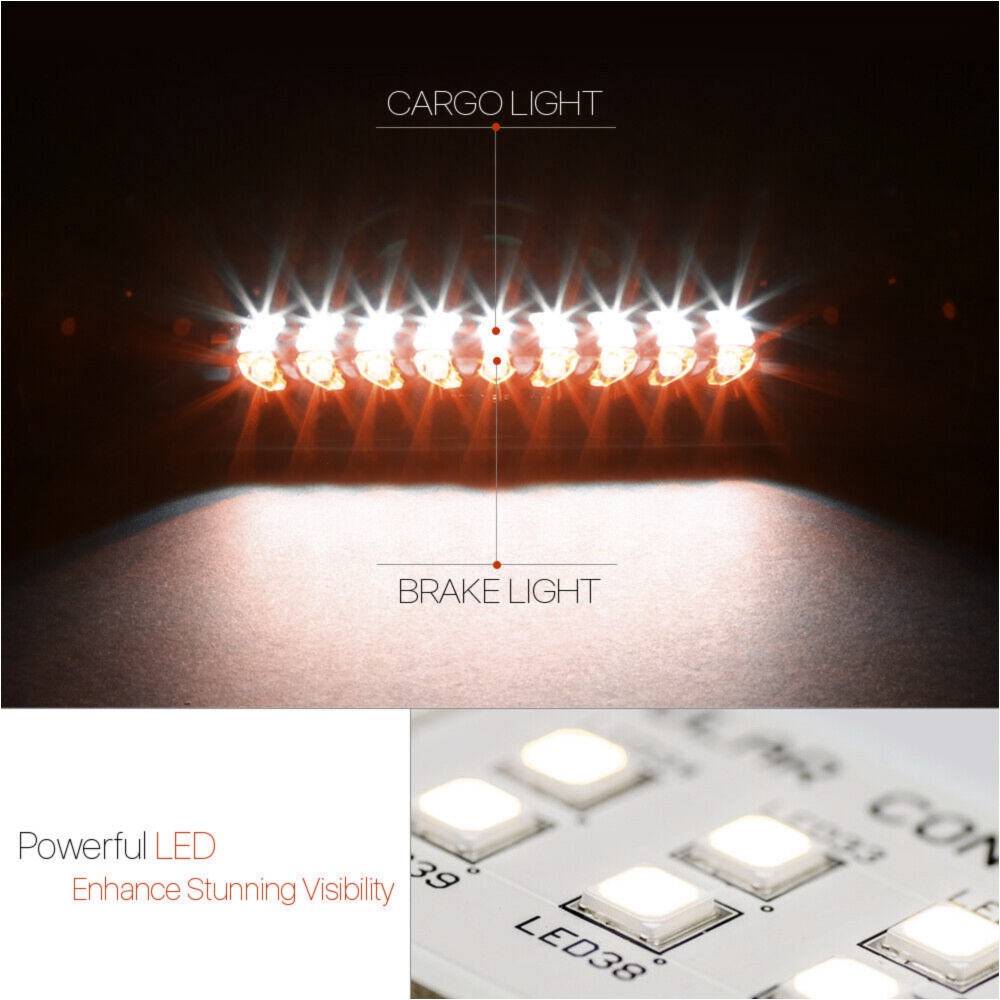 CARGO LIGHT
BRAKE LIGHT
Powerful LED
Enhance Stunning Visibility
CON
LED33
39
LED38